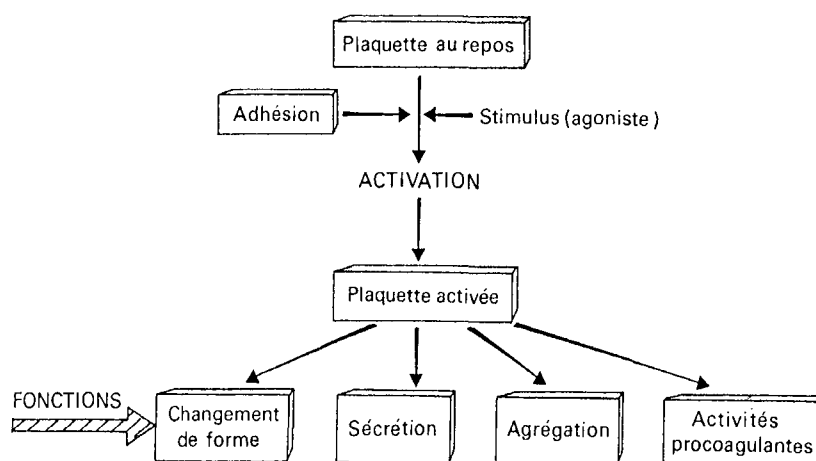 Plaquette au repos
Adhésion
Stimulus (agoniste)
ACTIVATION
Plaquette activée
FONCTIONS
Changement
de forme
Sécrétion
Agrégation
Activités
procoagulantes